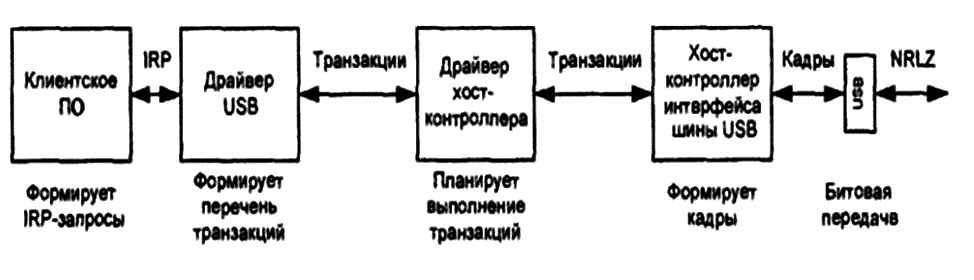 Клиентское
ПО
IRP
Драйвер
USB
Транзакции
Драйвер
хост-
контроллера
Транзакции
Хост-
контроллер
интврфейса
шины USB
Кадры
USB
NRLZ
Формирует
IRP-запросы
Формирует
перечень
транзакций
Планирует
выполнение
транзакций
Формирует
кадры
Битовая
передачв